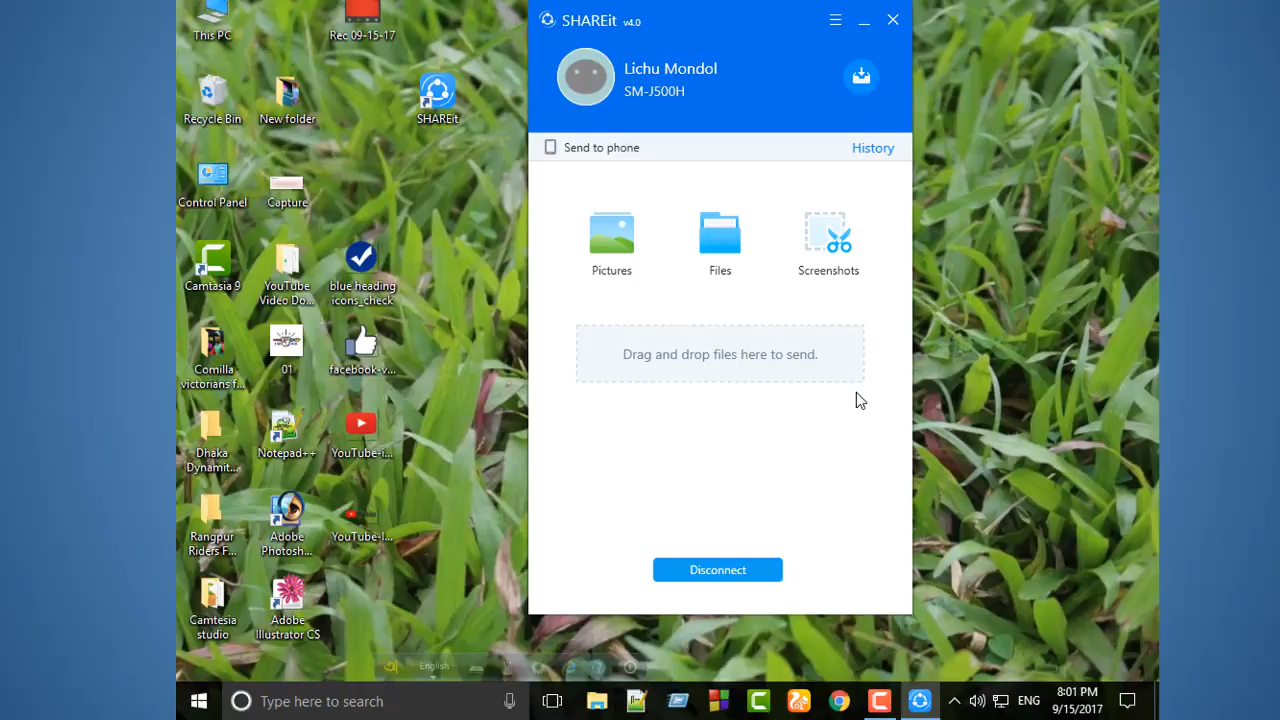 This PC
Rec 09-15-17
Recycle Bin
New folder
SHAREit
Control Panel
Capture
Camtasia 9
YouTube
Video Do...
blue heading
icons_check
Comilla
victorians f...
01
facebook-v...
Dhaka
Dynamit...
Notepad++
YouTube-i...
Rangpur
Riders F...
Adobe
Photosh...
YouTube-I...
Camtesia
studio
Adobe
Illustrator CS
SHAREit v4.0
Lichu Mondol
SM-J500H
Send to phone
History
Pictures
Files
Screenshots
Drag and drop files here to send.
Disconnect
English
Type here to search
ENG
8:01 PM
9/15/2017